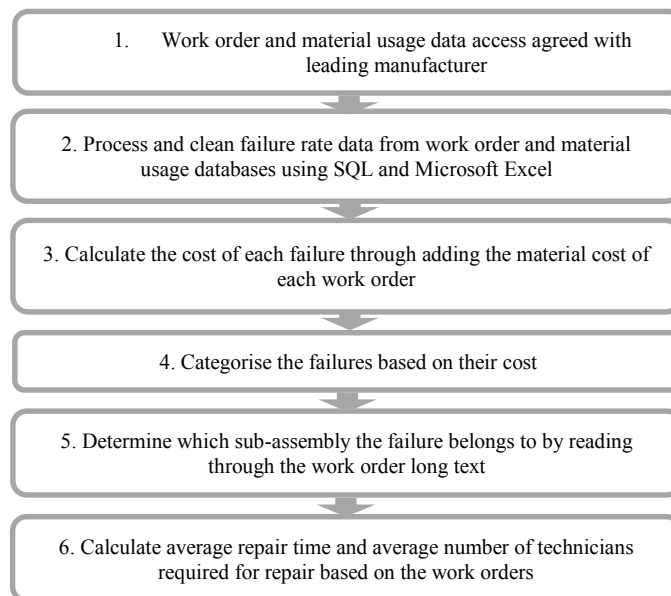 1. Work order and material usage data access agreed with
leading manufacturer
2. Process and clean failure rate data from work order and material
usage databases using SQL and Microsoft Excel
3. Calculate the cost of each failure through adding the material cost of
each work order
4. Categorise the failures based on their cost
5. Determine which sub-assembly the failure belongs to by reading
through the work order long text
6. Calculate average repair time and average number of technicians
required for repair based on the work orders